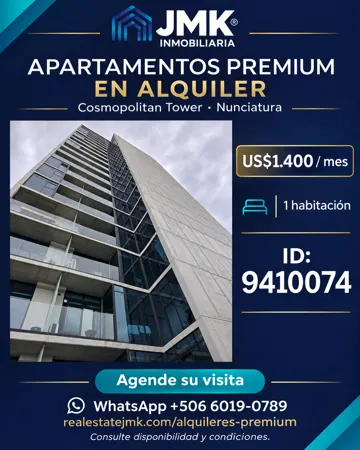 JMK®
INMOBILIARIA
APARTAMENTOS PREMIUM
EN ALQUILER
Cosmopolitan Tower • Nunciatura
US$1.400 / mes
1 habitación
ID:
9410074
Agende su visita
WhatsApp +506 6019-0789
realestatejmk.com/alquileres-premium
Consulte disponibilidad y condiciones.